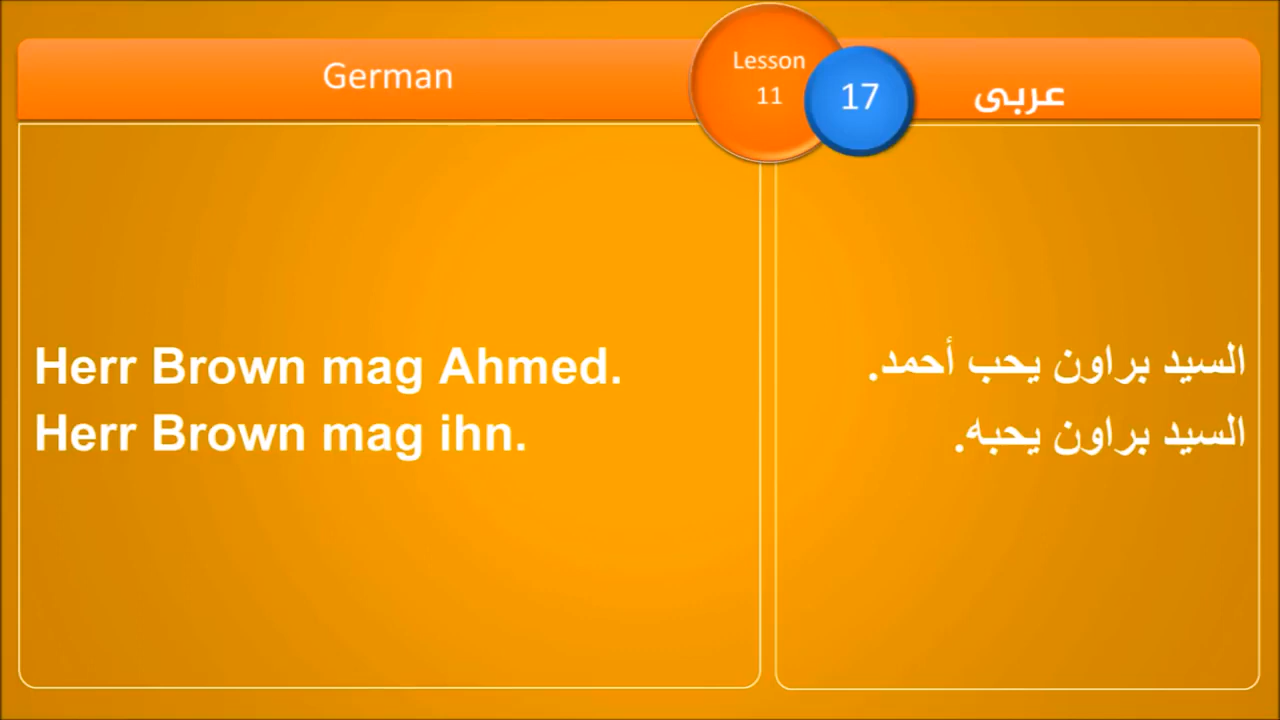 German
Lesson
11
17
عربى
Herr Brown mag Ahmed.
Herr Brown mag ihn.
السيد براون يحب أحمد.
السيد براون يحبه.